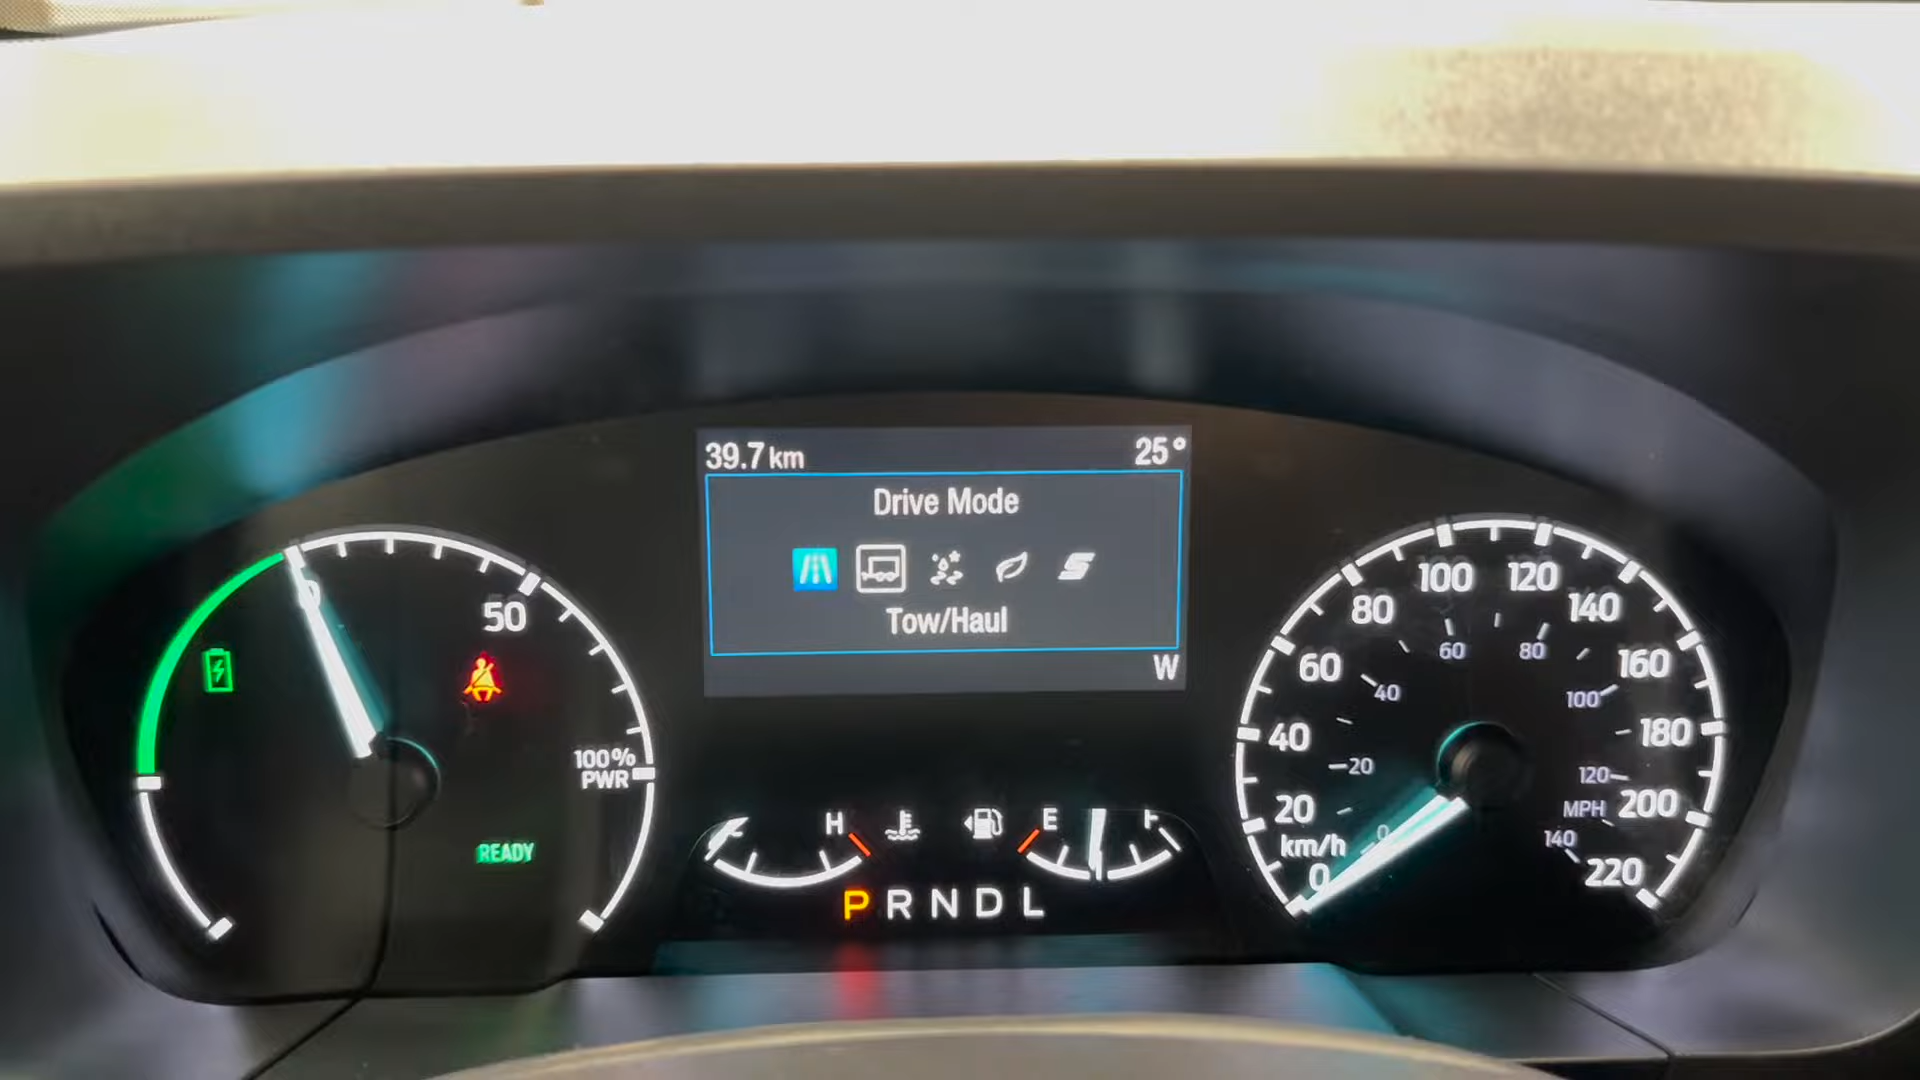 39.7 km 25°
Drive Mode
Tow/Haul
W
0 50
100%
PWR
READY
H E F
P R N D L
0 20 40 60 80 100 120 140 160 180 200 220
km/h
0 20 40 60 80 100 120 140
MPH